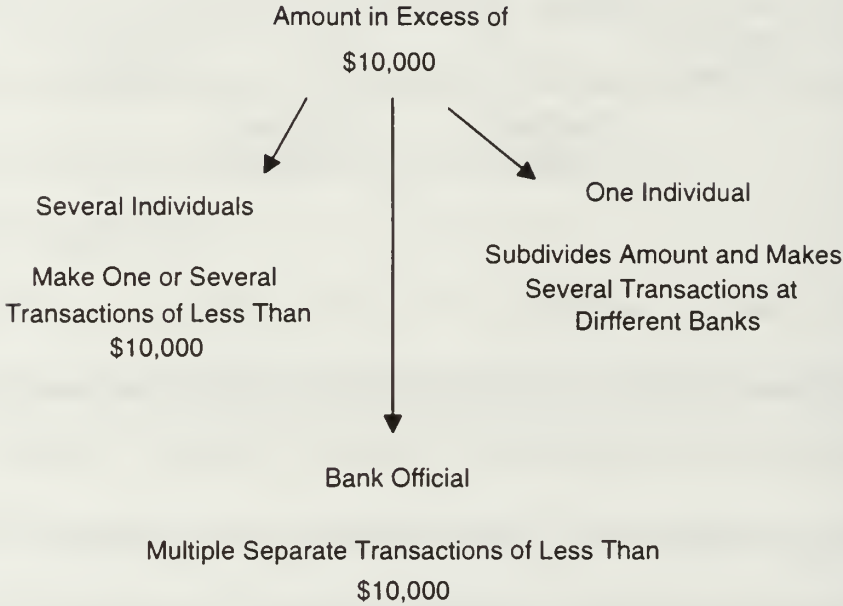 Amount in Excess of
$10,000
Several Individuals
Make One or Several
Transactions of Less Than
$10,000
One Individual
Subdivides Amount and Makes
Several Transactions at
Dirfferent Banks
Bank Official
Multiple Separate Transactions of Less Than
$10,000